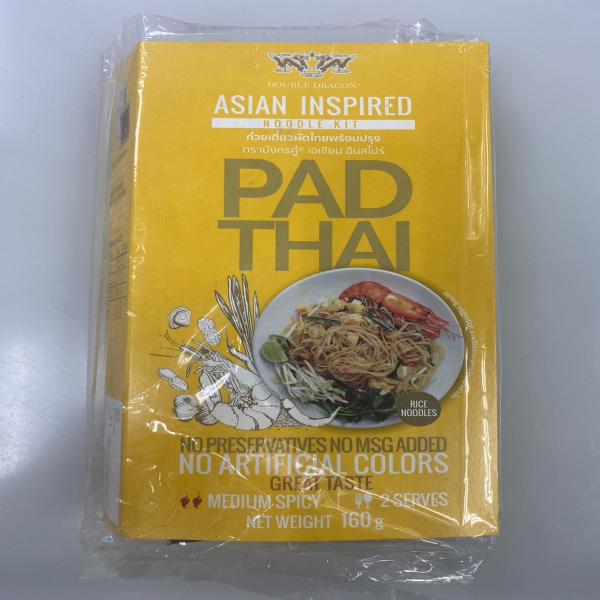 DOUBLE DRAGON®
ASIAN INSPIRED
NOODLE KIT
ก๋วยเตี๋ยวผัดไทยพร้อมปรุง
ตรามังกรคู่® เอเชียน อินสไปร์
PAD
THAI
RICE
NOODLES
NO PRESERVATIVES NO MSG ADDED
NO ARTIFICIAL COLORS
GREAT TASTE
MEDIUM SPICY
2 SERVES
NET WEIGHT 160g